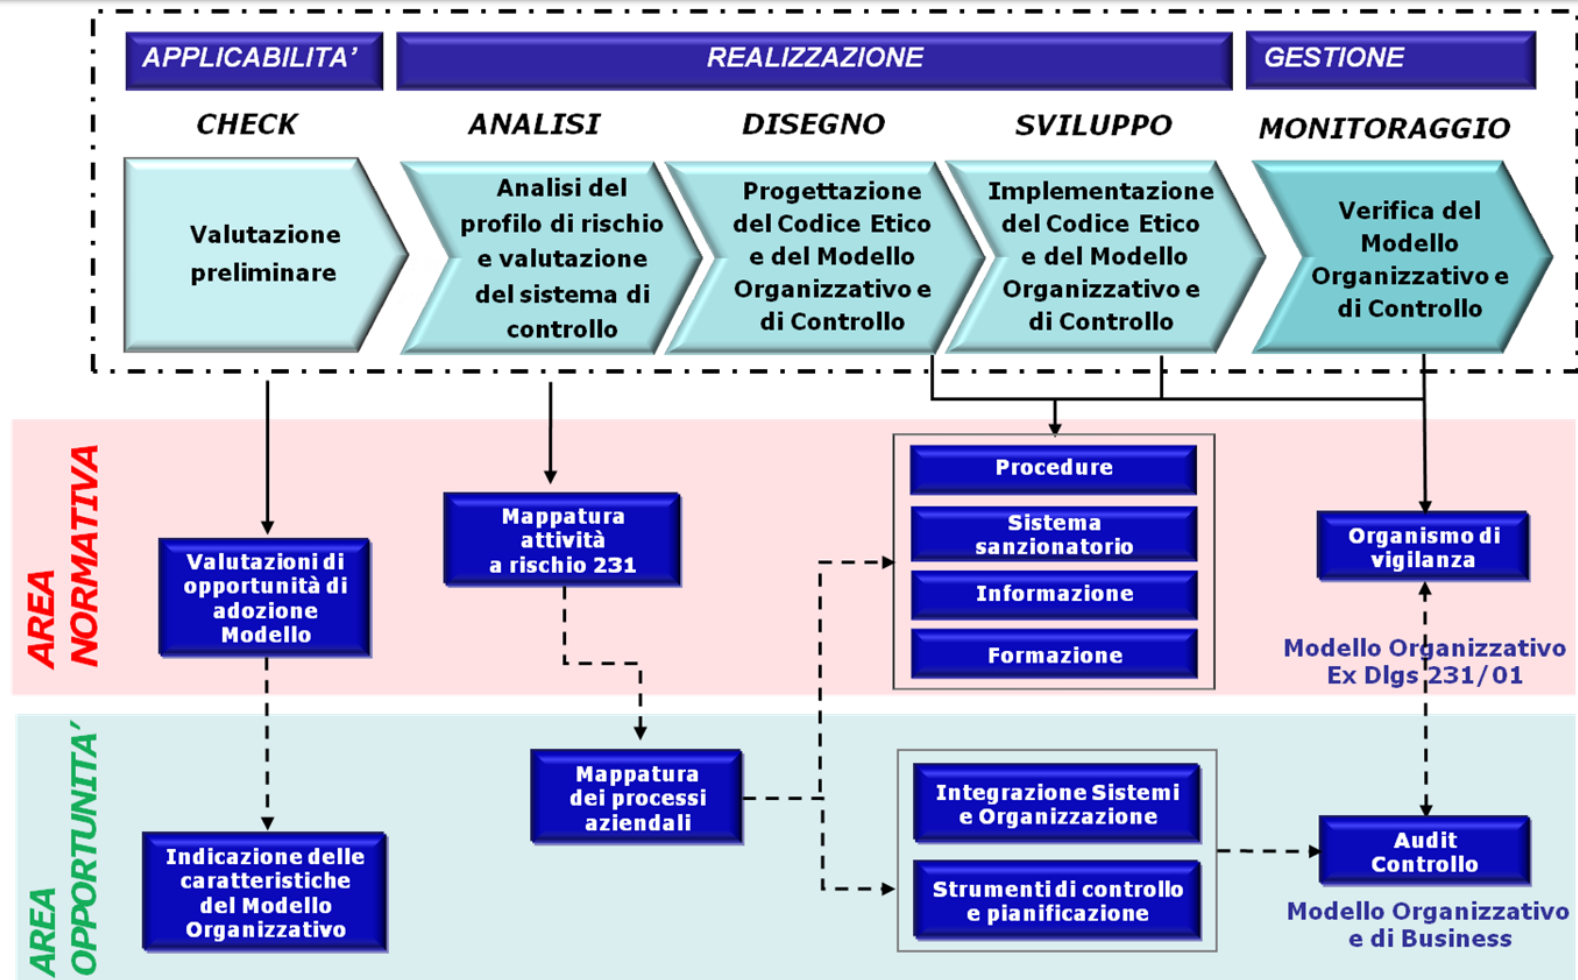 APPLICABILITA’
REALIZZAZIONE
GESTIONE
CHECK
ANALISI
DISEGNO
SVILUPPO
MONITORAGGIO
Valutazione
preliminare
Analisi del
profilo di rischio
e valutazione
del sistema di
controllo
Progettazione
del Codice Etico
e del Modello
Organizzativo e
di Controllo
Implementazione
del Codice Etico
e del Modello
Organizzativo e
di Controllo
Verifica del
Modello
Organizzativo e
di Controllo
AREA
NORMATIVA
Valutazioni di
opportunità di
adozione
Modello
Mappatura
attività
a rischio 231
Procedure
Sistema
sanzionatorio
Informazione
Formazione
Organismo di
vigilanza
Modello Organizzativo
Ex Dlgs 231/01
AREA
OPPORTUNITA’
Indicazione delle
caratteristiche
del Modello
Organizzativo
Mappatura
dei processi
aziendali
Integrazione Sistemi
e Organizzazione
Strumenti di controllo
e pianificazione
Audit
Controllo
Modello Organizzativo
e di Business